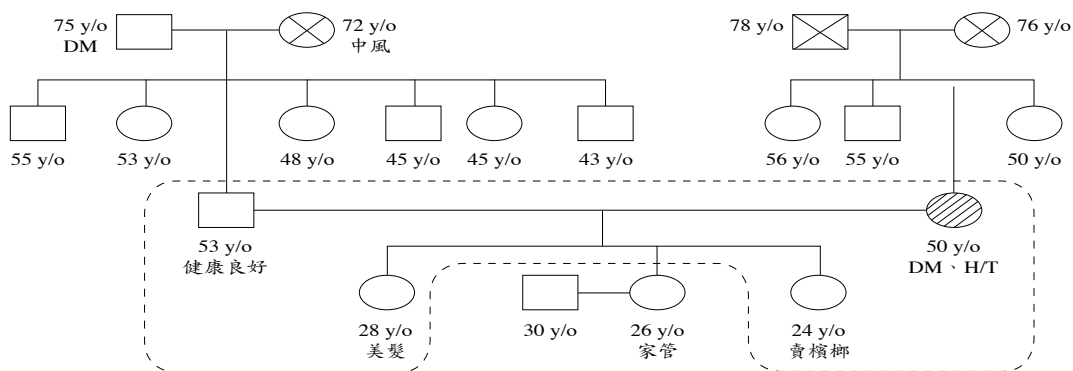 75 y/o
DM
72 y/o
中風
78 y/o
76 y/o
55 y/o
53 y/o
48 y/o
45 y/o
45 y/o
43 y/o
56 y/o
55 y/o
50 y/o
53 y/o
健康良好
50 y/o
DM、H/T
28 y/o
美髮
30 y/o
26 y/o
家管
24 y/o
賣檳榔